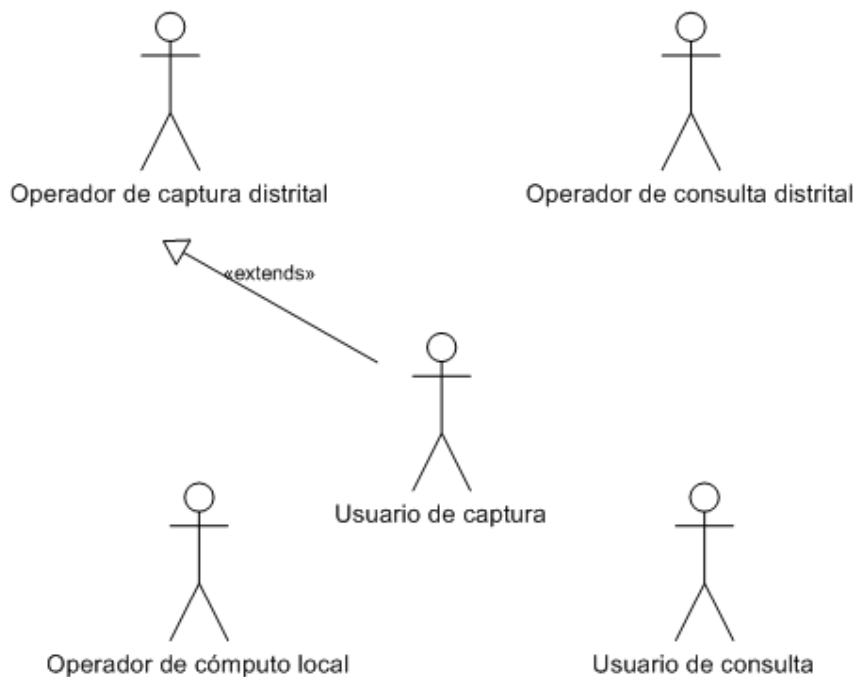 Operador de captura distrital
Operador de consulta distrital
«extends»
Usuario de captura
Operador de cómputo local
Usuario de consulta